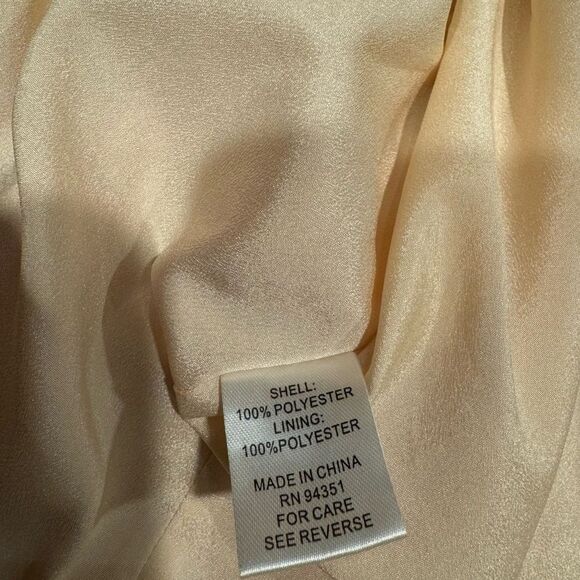 SHELL:
100% POLYESTER
LINING:
100%POLYESTER
MADE IN CHINA
RN 94351
FOR CARE
SEE REVERSE